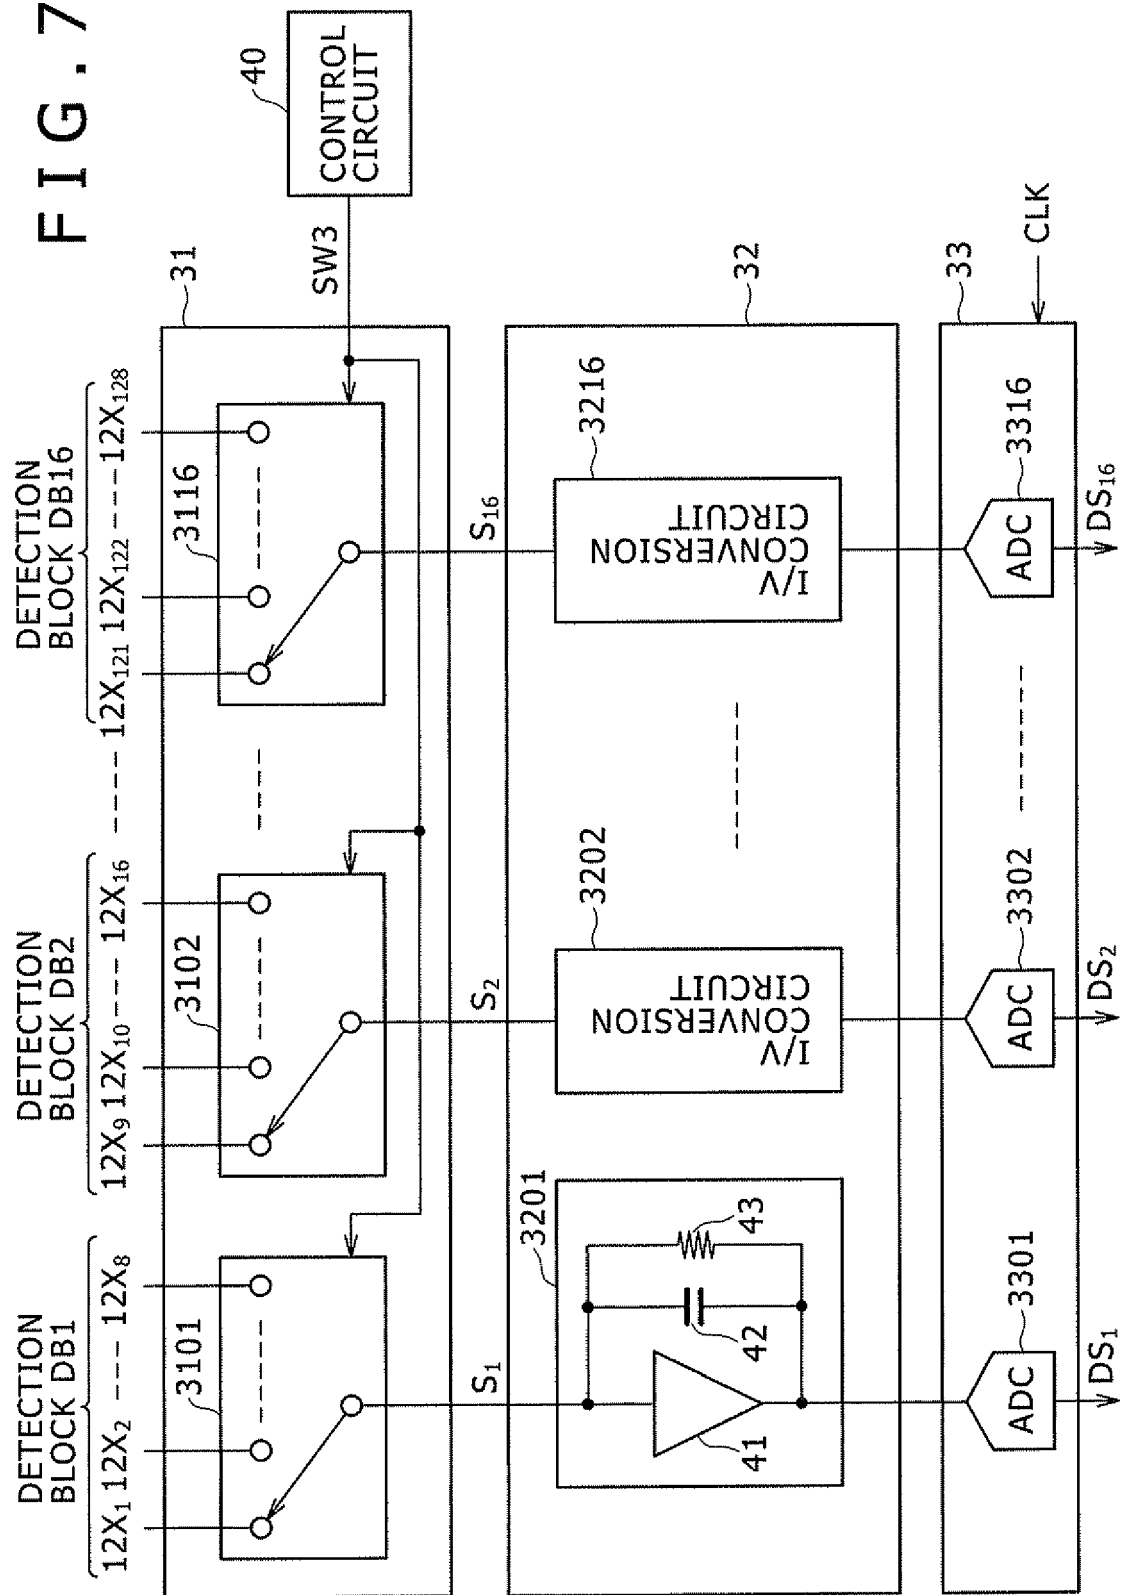 FIG. 7
DETECTION
BLOCK DB1
DETECTION
BLOCK DB2
DETECTION
BLOCK DB16
12X1 12X2 ---- 12X8
12X9 12X10 ---- 12X16
----
12X121 12X122 ---- 12X128
3101
3102
3116
31
40
CONTROL
CIRCUIT
SW3
S1
S2
S16
32
3201
41
42
43
3202
I/V
CONVERSION
CIRCUIT
3216
I/V
CONVERSION
CIRCUIT
33
CLK
3301
ADC
3302
ADC
3316
ADC
DS1
DS2
DS16